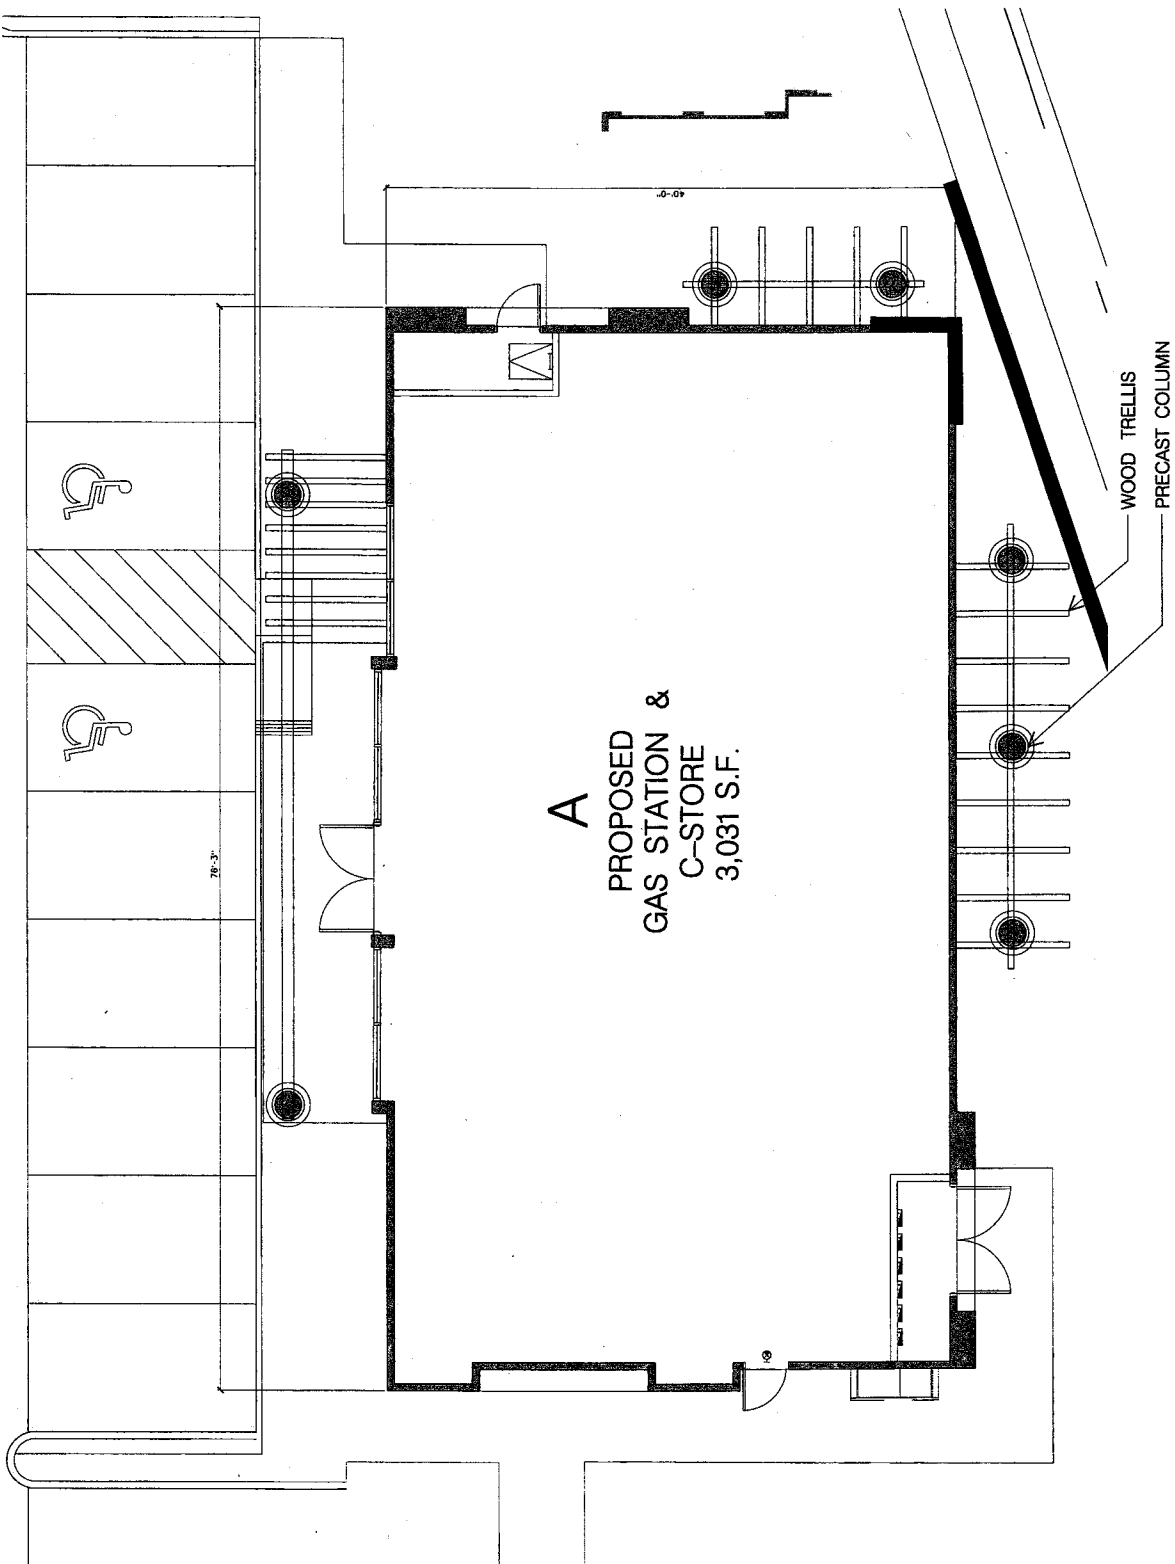 A
PROPOSED
GAS STATION &
C-STORE
3,031 S.F.
WOOD TRELLIS
PRECAST COLUMN
40'-0"
76'-3"